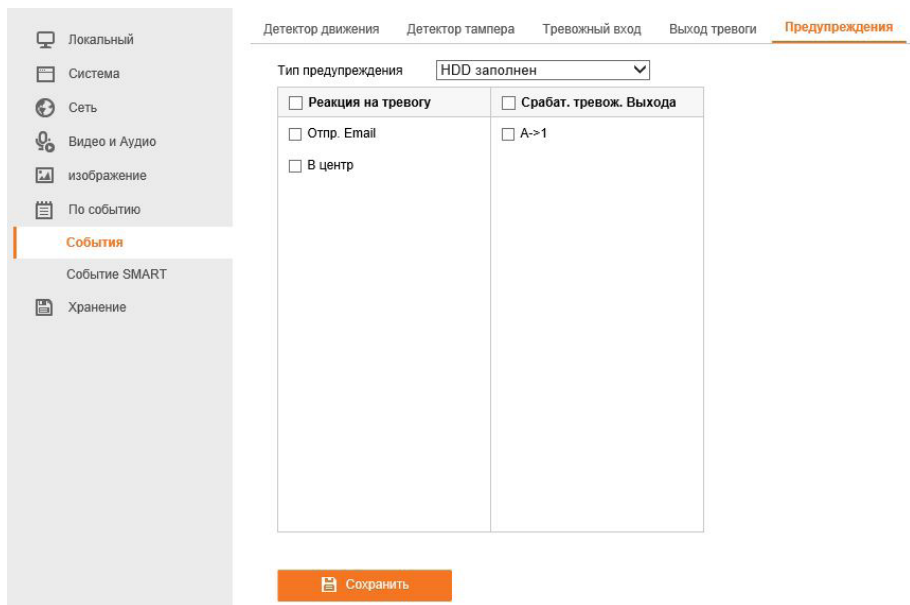 Локальный
Система
Сеть
Видео и Аудио
изображение
По событию
События
Событие SMART
Хранение
Детектор движения Детектор тампера Тревожный вход Выход тревоги Предупреждения
Тип предупреждения HDD заполнен
Реакция на тревогу Срабат. тревож. Выхода
Отпр. Email A->1
В центр
Сохранить